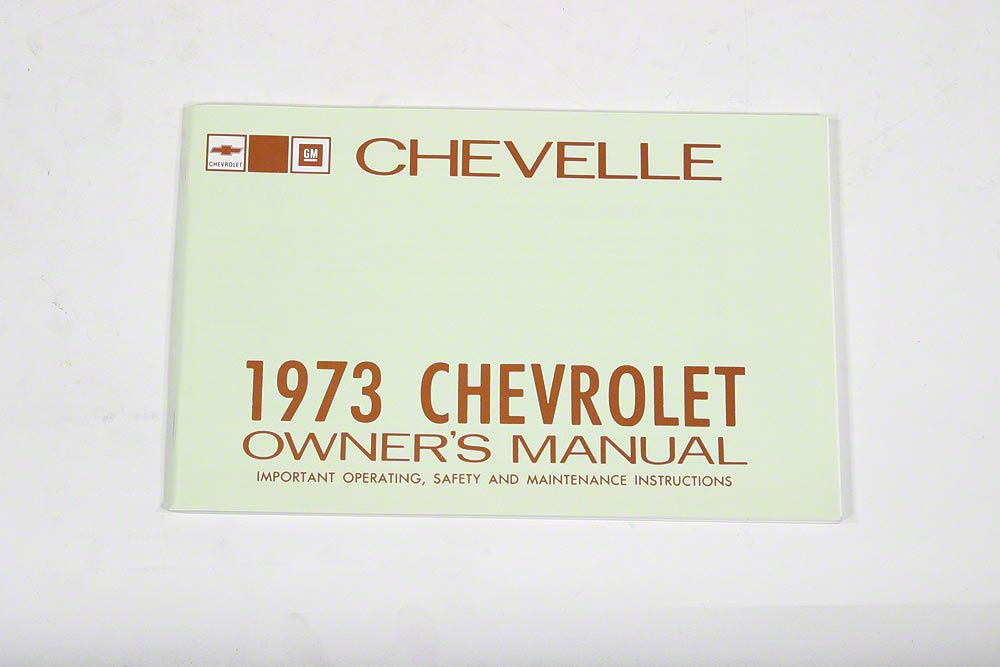 CHEVROLET
GM
CHEVELLE
1973 CHEVROLET
OWNER'S MANUAL
IMPORTANT OPERATING, SAFETY AND MAINTENANCE INSTRUCTIONS